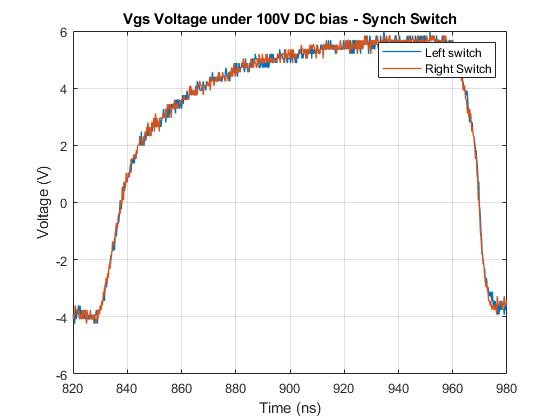 Vgs Voltage under 100V DC bias - Synch Switch
Left switch
Right Switch
Voltage (V)
6
4
2
0
-2
-4
-6
820 840 860 880 900 920 940 960 980
Time (ns)